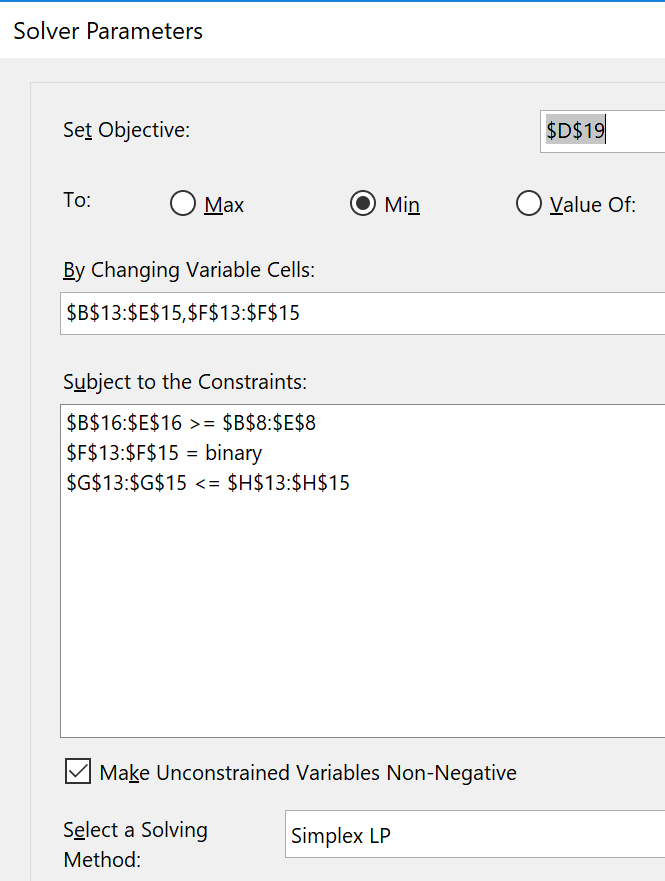 Solver Parameters
Set Objective:
$D$19
To:
Max
Min
Value Of:
By Changing Variable Cells:
$B$13:$E$15,$F$13:$F$15
Subject to the Constraints:
$B$16:$E$16 >= $B$8:$E$8
$F$13:$F$15 = binary
$G$13:$G$15 <= $H$13:$H$15
Make Unconstrained Variables Non-Negative
Select a Solving
Method:
Simplex LP